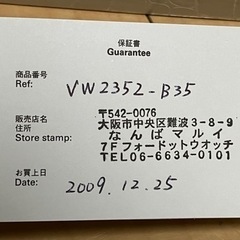 保証書
Guarantee
商品番号
Ref: VW2352-B35
〒542-0076
販売店 大阪市中央区難波3-8-9
住所 なんばマルイ
Store stamp: 7Fフォードットウオッチ
TEL06-6634-0101
お買上日
Date: 2009.12.25